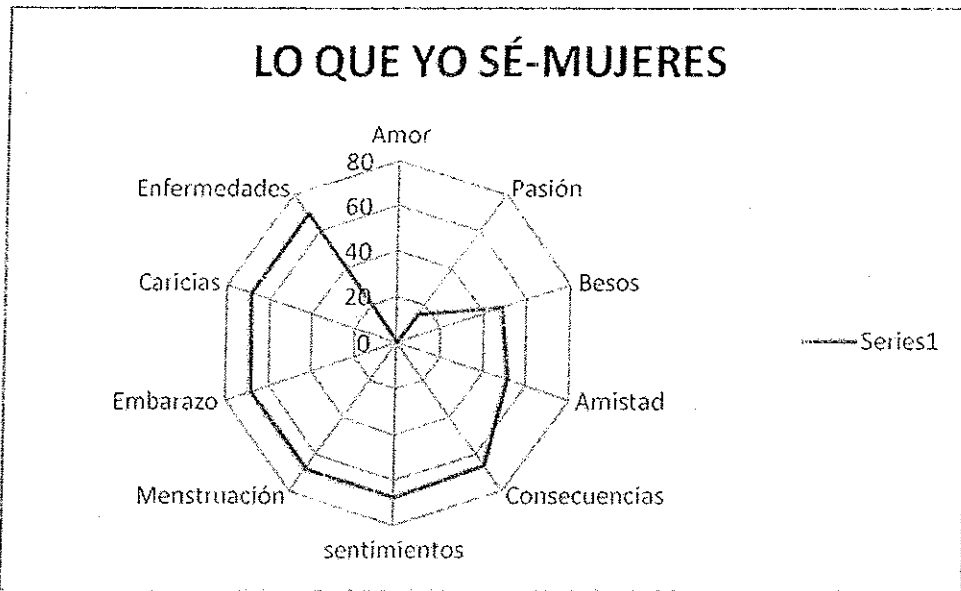 LO QUE YO SÉ-MUJERES
Amor
80
Enfermedades
Pasión
60
40
Caricias
Besos
20
0
Series1
Embarazo
Amistad
Menstruación
Consecuencias
sentimientos